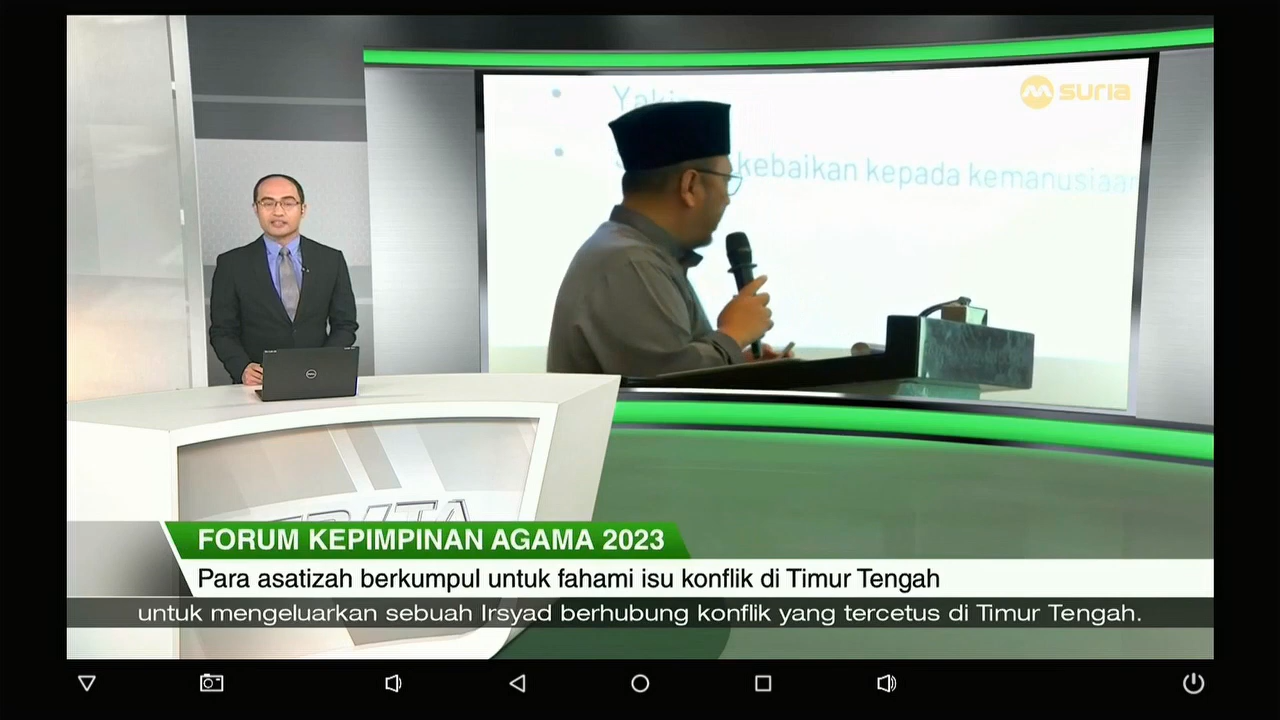 suria
kebaikan kepada kemanusiaan
FORUM KEPIMPINAN AGAMA 2023
Para asatizah berkumpul untuk fahami isu konflik di Timur Tengah
untuk mengeluarkan sebuah Irsyad berhubung konflik yang tercetus di Timur Tengah.